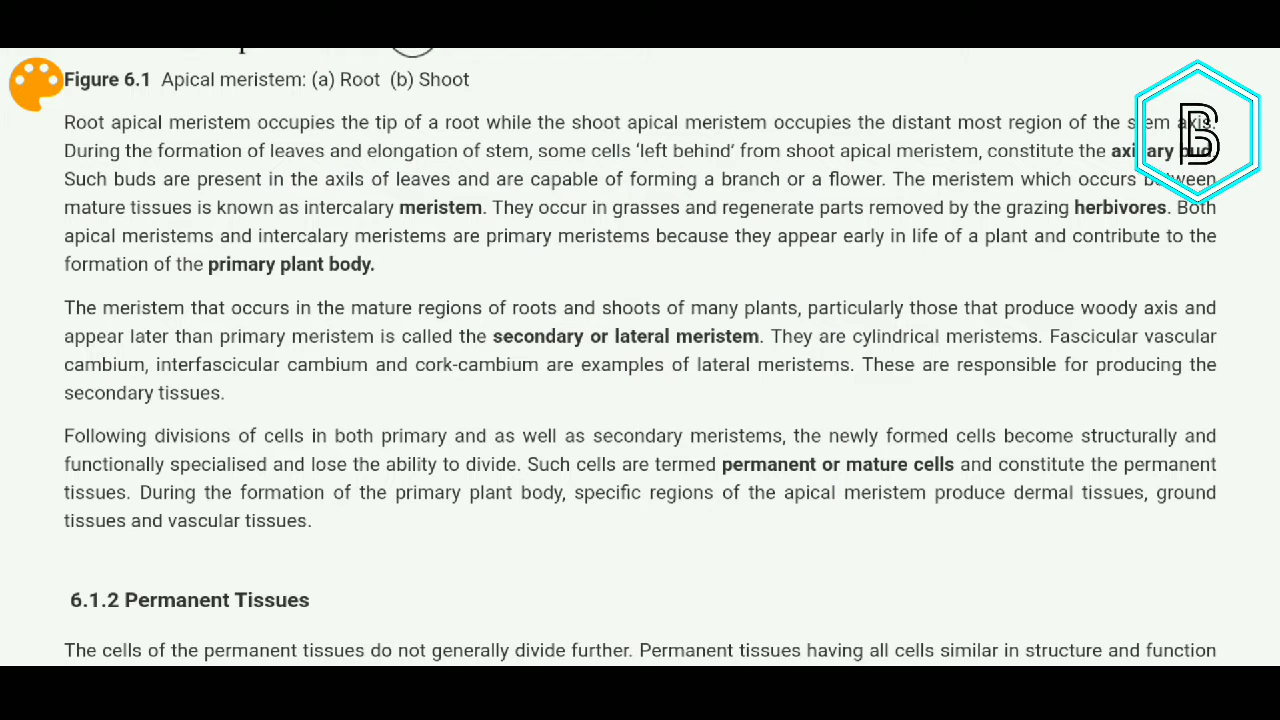 Figure 6.1 Apical meristem: (a) Root (b) Shoot
Root apical meristem occupies the tip of a root while the shoot apical meristem occupies the distant most region of the stem axis.
During the formation of leaves and elongation of stem, some cells ‘left behind’ from shoot apical meristem, constitute the axillary bud.
Such buds are present in the axils of leaves and are capable of forming a branch or a flower. The meristem which occurs between
mature tissues is known as intercalary meristem. They occur in grasses and regenerate parts removed by the grazing herbivores. Both
apical meristems and intercalary meristems are primary meristems because they appear early in life of a plant and contribute to the
formation of the primary plant body.
The meristem that occurs in the mature regions of roots and shoots of many plants, particularly those that produce woody axis and
appear later than primary meristem is called the secondary or lateral meristem. They are cylindrical meristems. Fascicular vascular
cambium, interfascicular cambium and cork-cambium are examples of lateral meristems. These are responsible for producing the
secondary tissues.
Following divisions of cells in both primary and as well as secondary meristems, the newly formed cells become structurally and
functionally specialised and lose the ability to divide. Such cells are termed permanent or mature cells and constitute the permanent
tissues. During the formation of the primary plant body, specific regions of the apical meristem produce dermal tissues, ground
tissues and vascular tissues.
6.1.2 Permanent Tissues
The cells of the permanent tissues do not generally divide further. Permanent tissues having all cells similar in structure and function